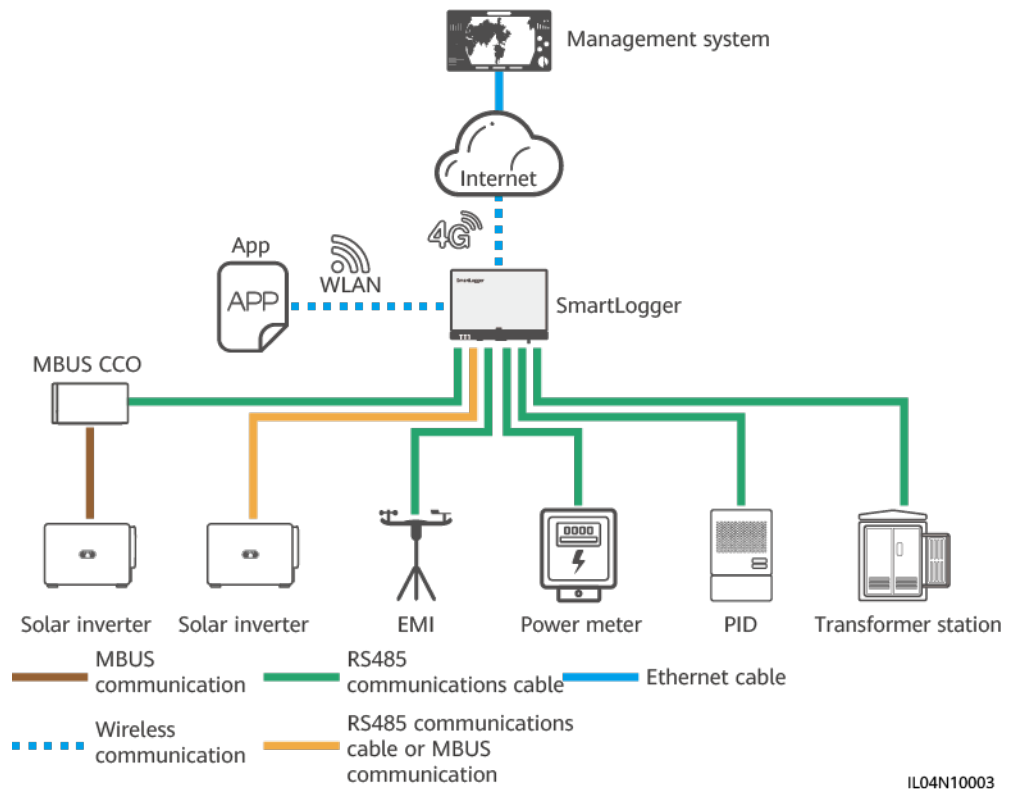 Management system
Internet
4G
App
WLAN
APP
SmartLogger
SmartLogger
MBUS CCO
Solar inverter
Solar inverter
EMI
Power meter
PID
Transformer station
MBUS
communication
RS485
communications cable
Ethernet cable
Wireless
communication
RS485 communications
cable or MBUS
communication
IL04N10003